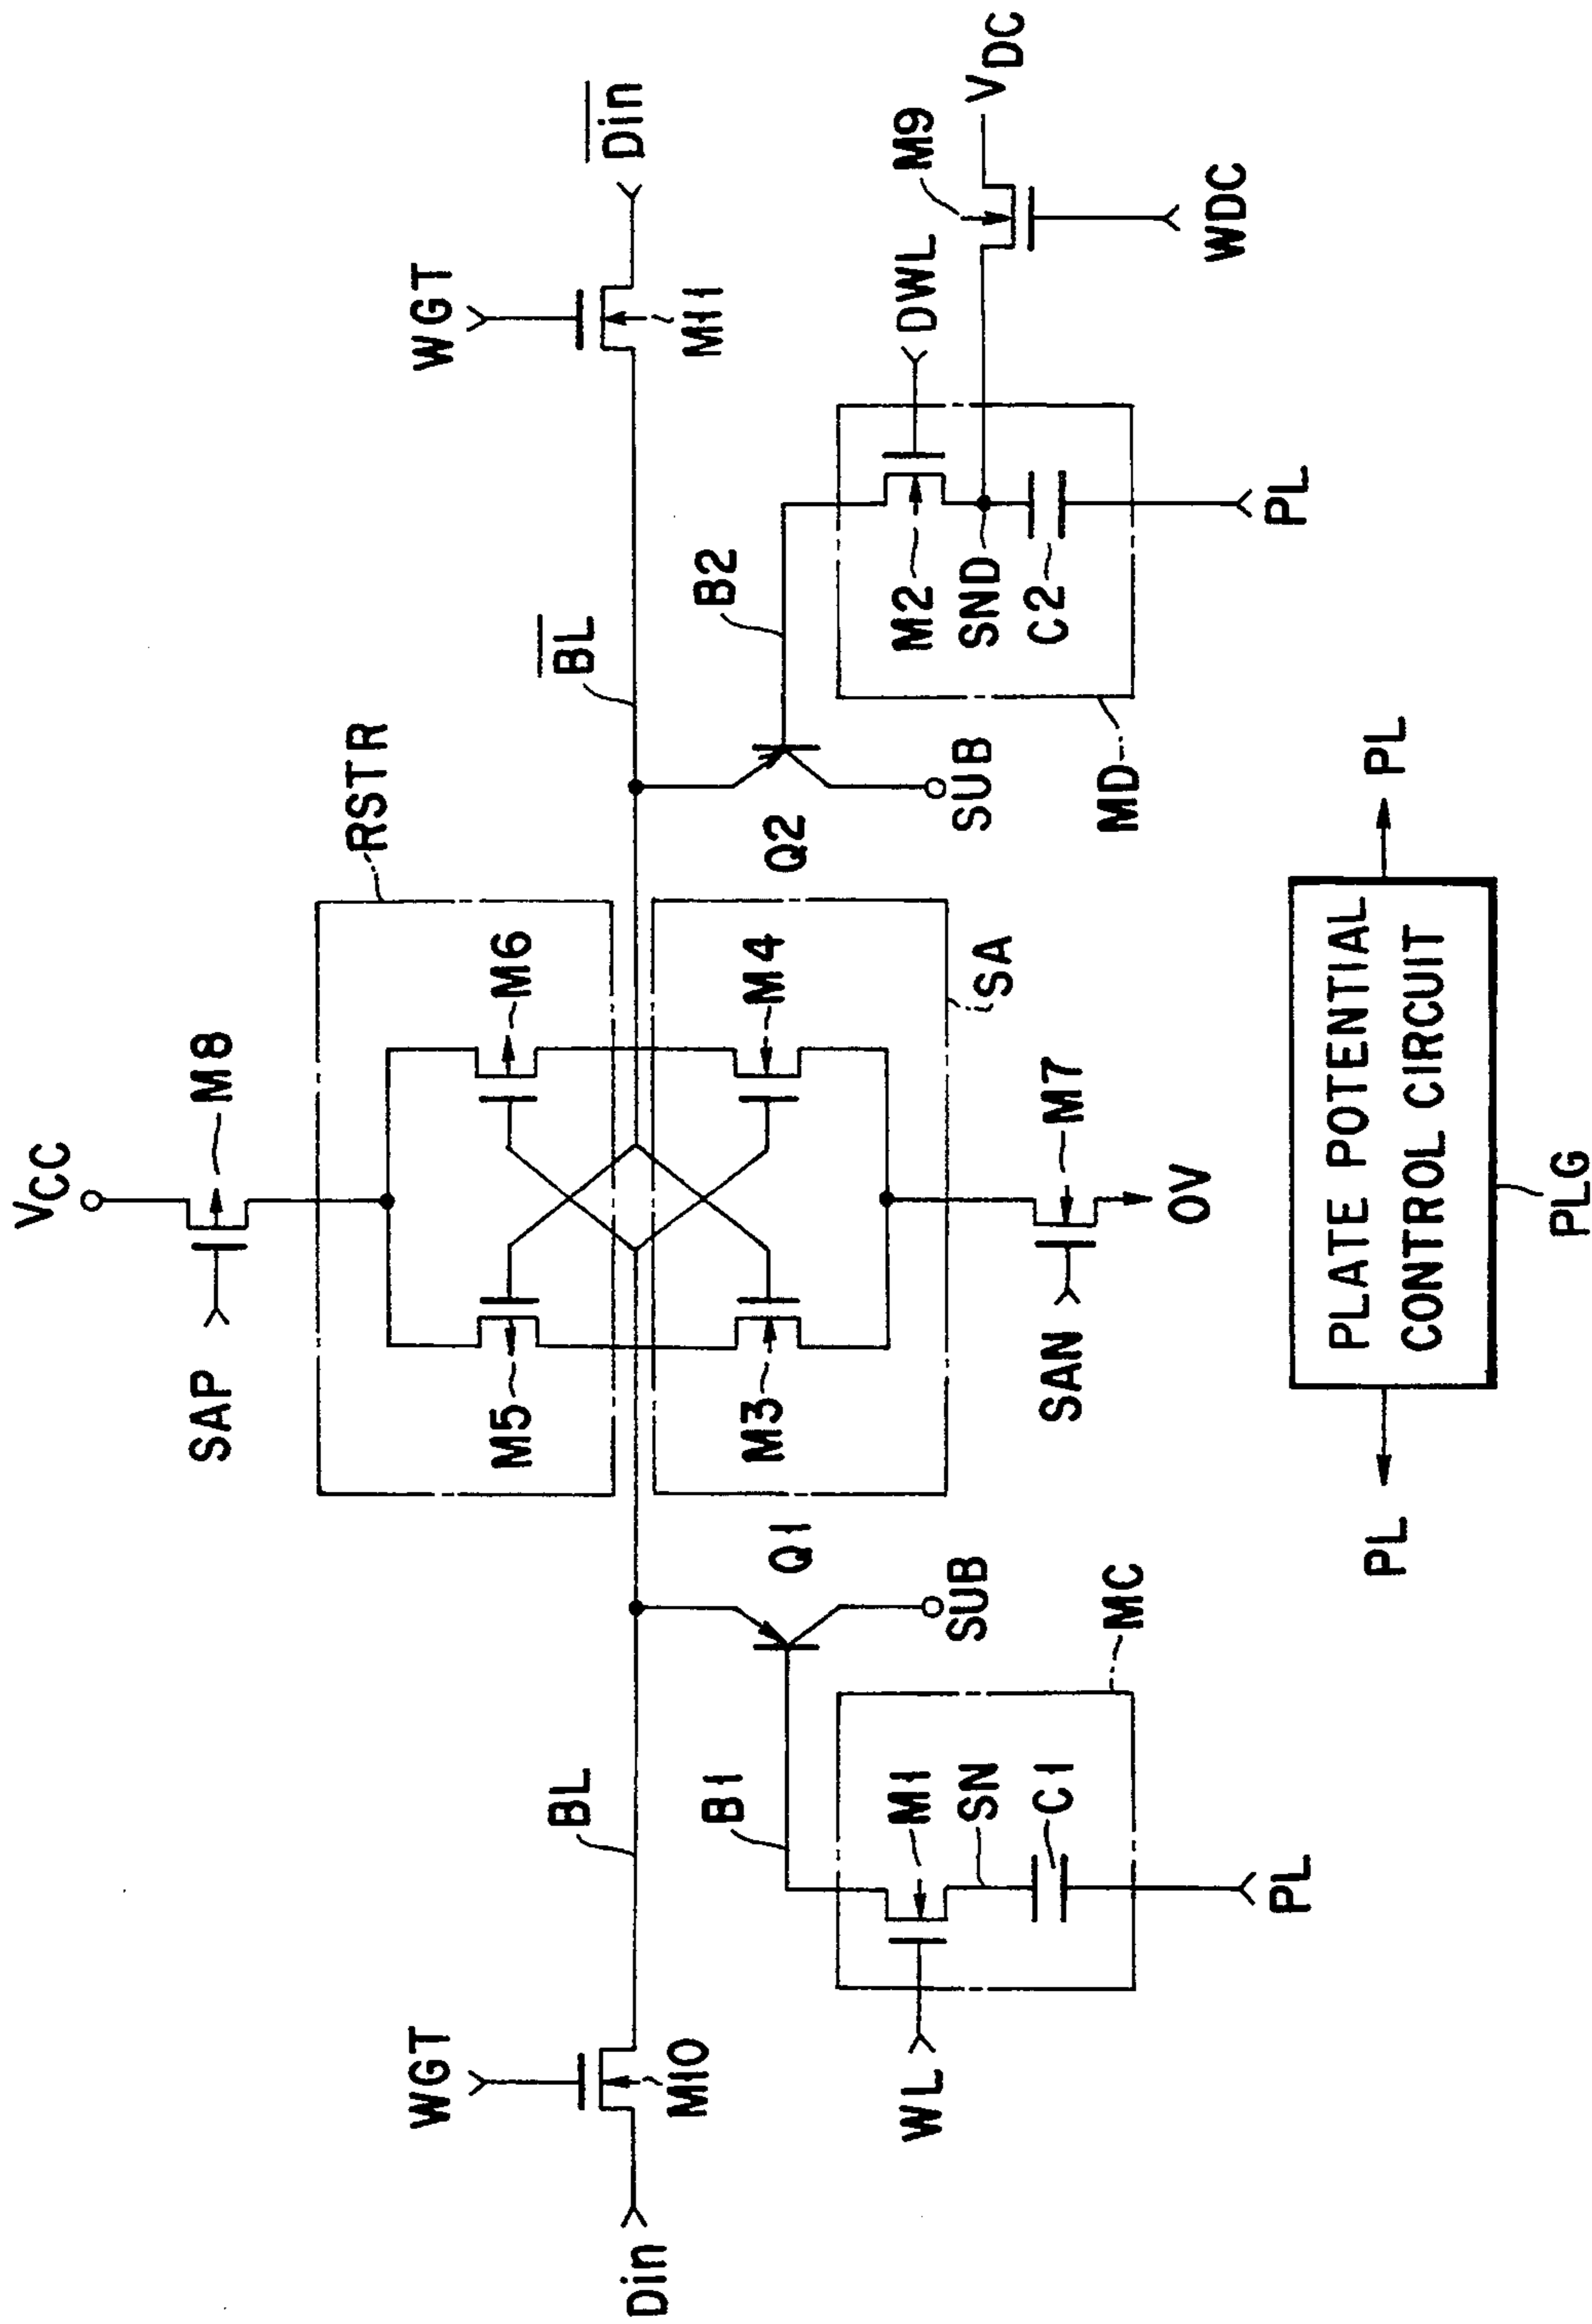 VCC
SAP
M8
RSTR
M5
M6
WGT
WGT
Din
M10
BL
B̅L̅
M11
D̅i̅n̅
M3
M4
SA
Q1
Q2
B1
B2
SUB
SUB
SAN
M7
0V
WL
M1
SN
C1
MC
PL
M2
SND
C2
MD
DWL
PL
M9
VDC
WDC
PL
PLATE POTENTIAL
CONTROL CIRCUIT
PL
PLG